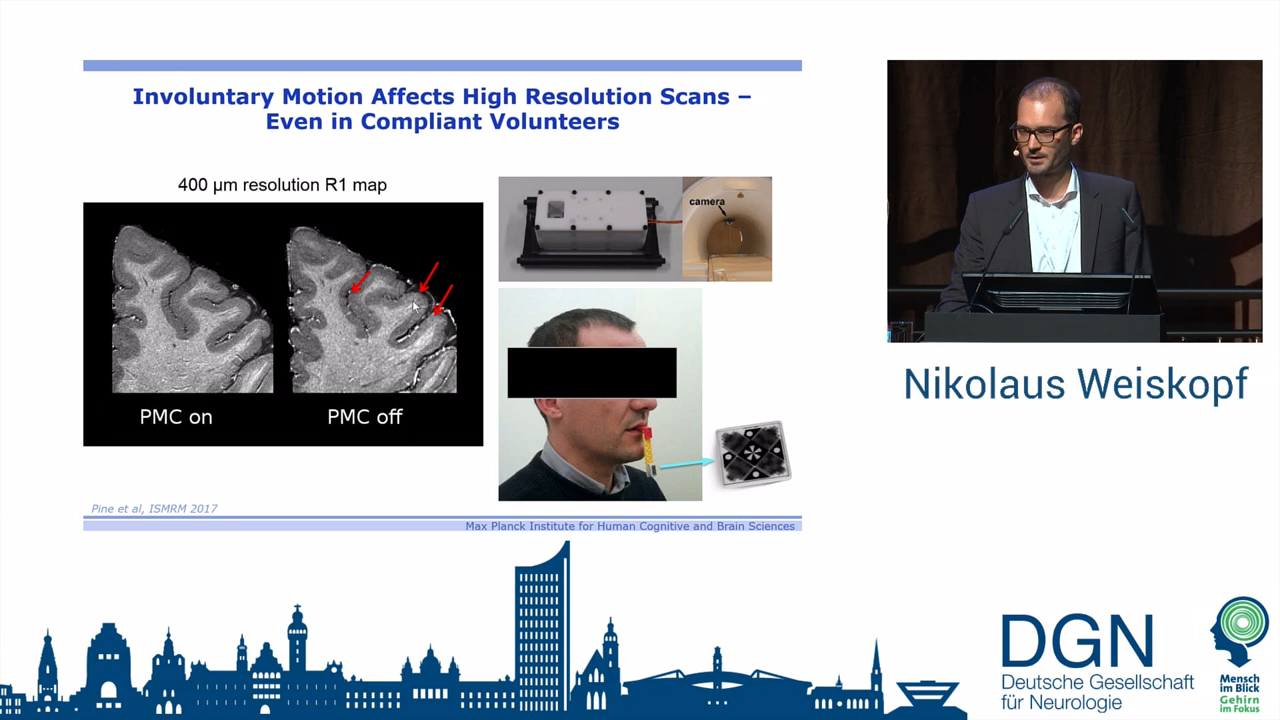 Involuntary Motion Affects High Resolution Scans –
Even in Compliant Volunteers
400 µm resolution R1 map
PMC on
PMC off
camera
Pine et al, ISMRM 2017
Max Planck Institute for Human Cognitive and Brain Sciences
Nikolaus Weiskopf
DGN
Deutsche Gesellschaft
für Neurologie
Mensch
im Blick
Gehirn
im Fokus